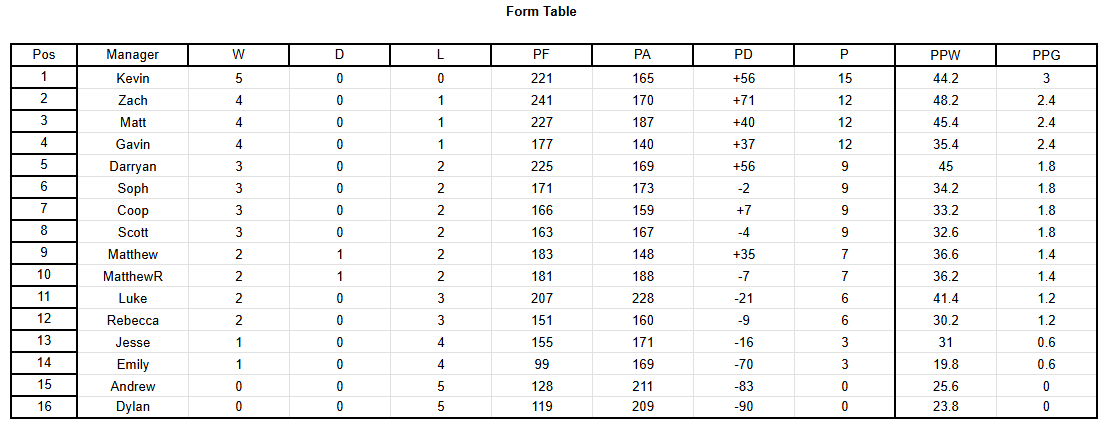 Form Table
Pos Manager W D L PF PA PD P PPW PPG
1 Kevin 5 0 0 221 165 +56 15 44.2 3
2 Zach 4 0 1 241 170 +71 12 48.2 2.4
3 Matt 4 0 1 227 187 +40 12 45.4 2.4
4 Gavin 4 0 1 177 140 +37 12 35.4 2.4
5 Darryan 3 0 2 225 169 +56 9 45 1.8
6 Soph 3 0 2 171 173 -2 9 34.2 1.8
7 Coop 3 0 2 166 159 +7 9 33.2 1.8
8 Scott 3 0 2 163 167 -4 9 32.6 1.8
9 Matthew 2 1 2 183 148 +35 7 36.6 1.4
10 MatthewR 2 1 2 181 188 -7 7 36.2 1.4
11 Luke 2 0 3 207 228 -21 6 41.4 1.2
12 Rebecca 2 0 3 151 160 -9 6 30.2 1.2
13 Jesse 1 0 4 155 171 -16 3 31 0.6
14 Emily 1 0 4 99 169 -70 3 19.8 0.6
15 Andrew 0 0 5 128 211 -83 0 25.6 0
16 Dylan 0 0 5 119 209 -90 0 23.8 0